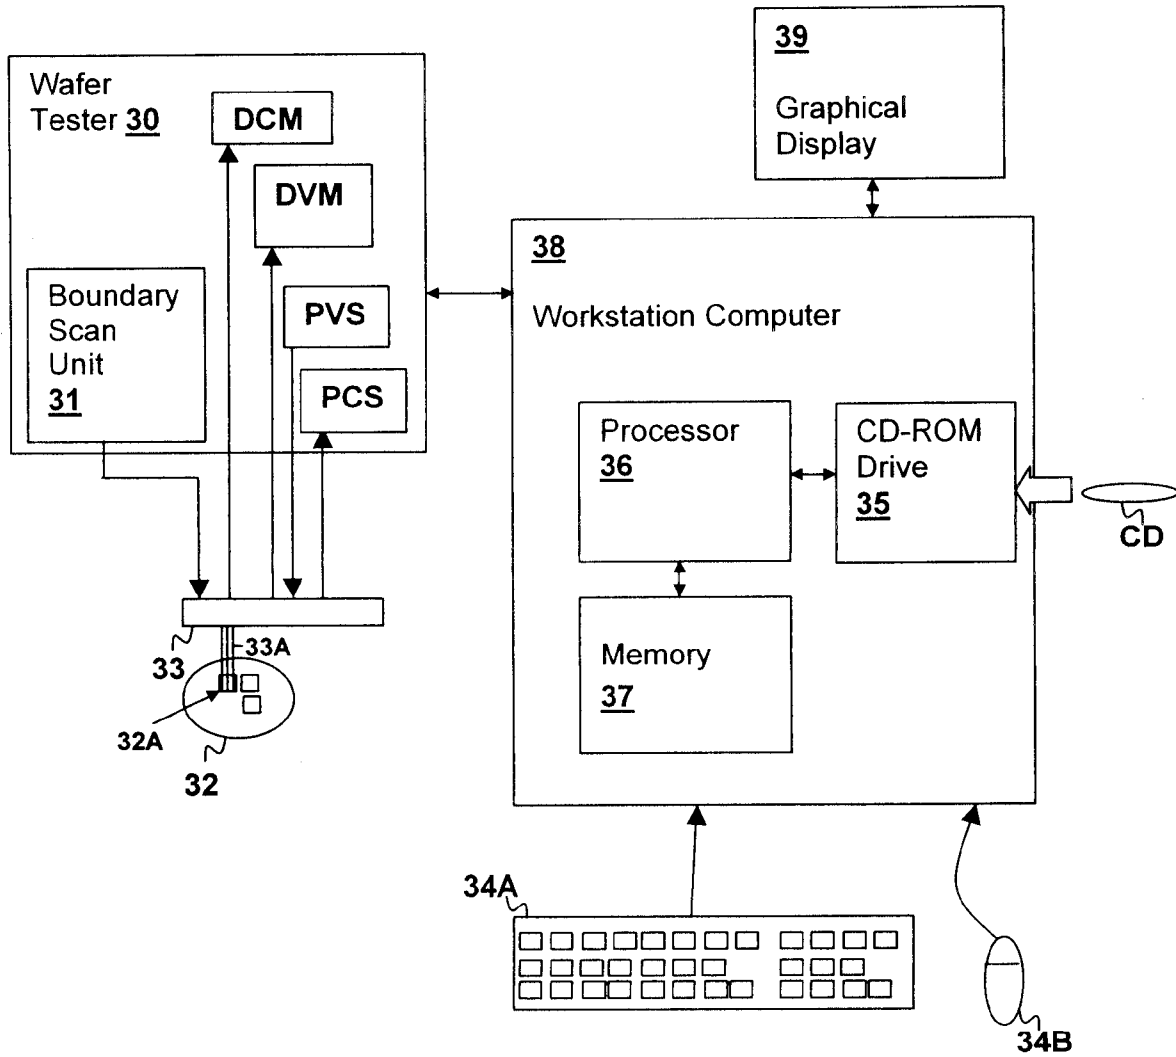 Wafer
Tester 30
DCM
DVM
PVS
PCS
Boundary
Scan
Unit
31
33
33A
32A
32
39
Graphical
Display
38
Workstation Computer
Processor
36
CD-ROM
Drive
35
CD
Memory
37
34A
34B